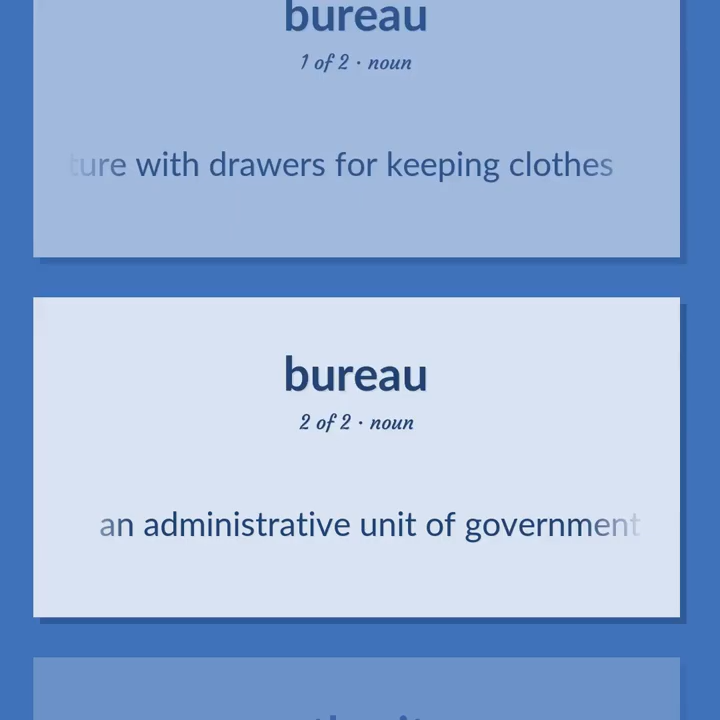 bureau
1 of 2 · noun
ture with drawers for keeping clothes
bureau
2 of 2 · noun
an administrative unit of government